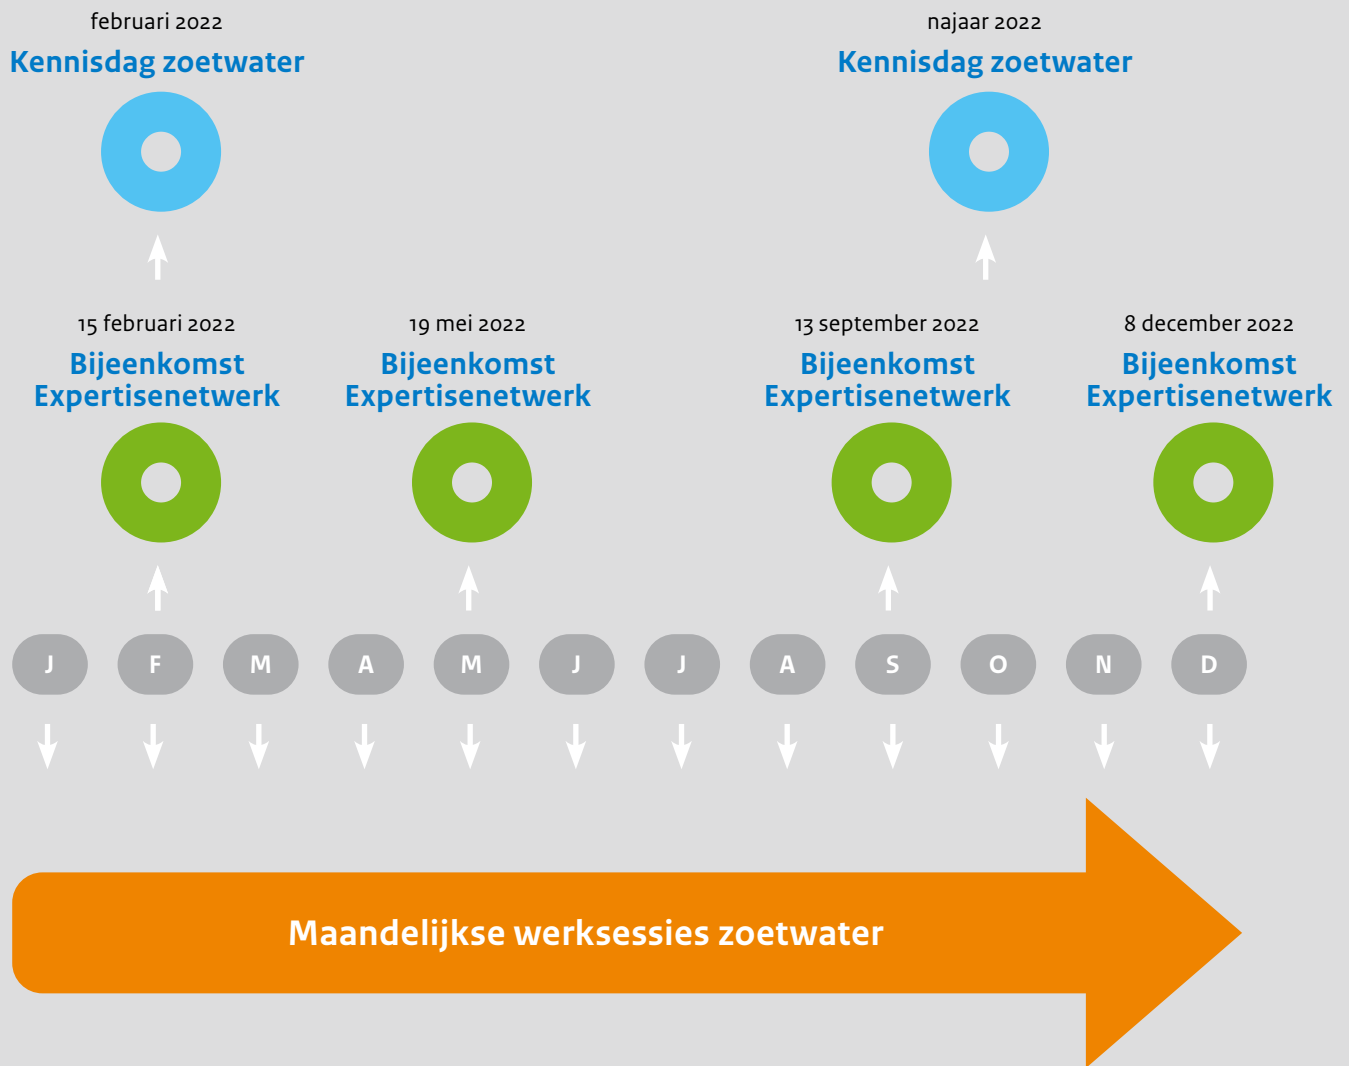 februari 2022
Kennisdag zoetwater
najaar 2022
Kennisdag zoetwater
15 februari 2022
Bijeenkomst
Expertisenetwerk
19 mei 2022
Bijeenkomst
Expertisenetwerk
13 september 2022
Bijeenkomst
Expertisenetwerk
8 december 2022
Bijeenkomst
Expertisenetwerk
J F M A M J J A S O N D
Maandelijkse werksessies zoetwater